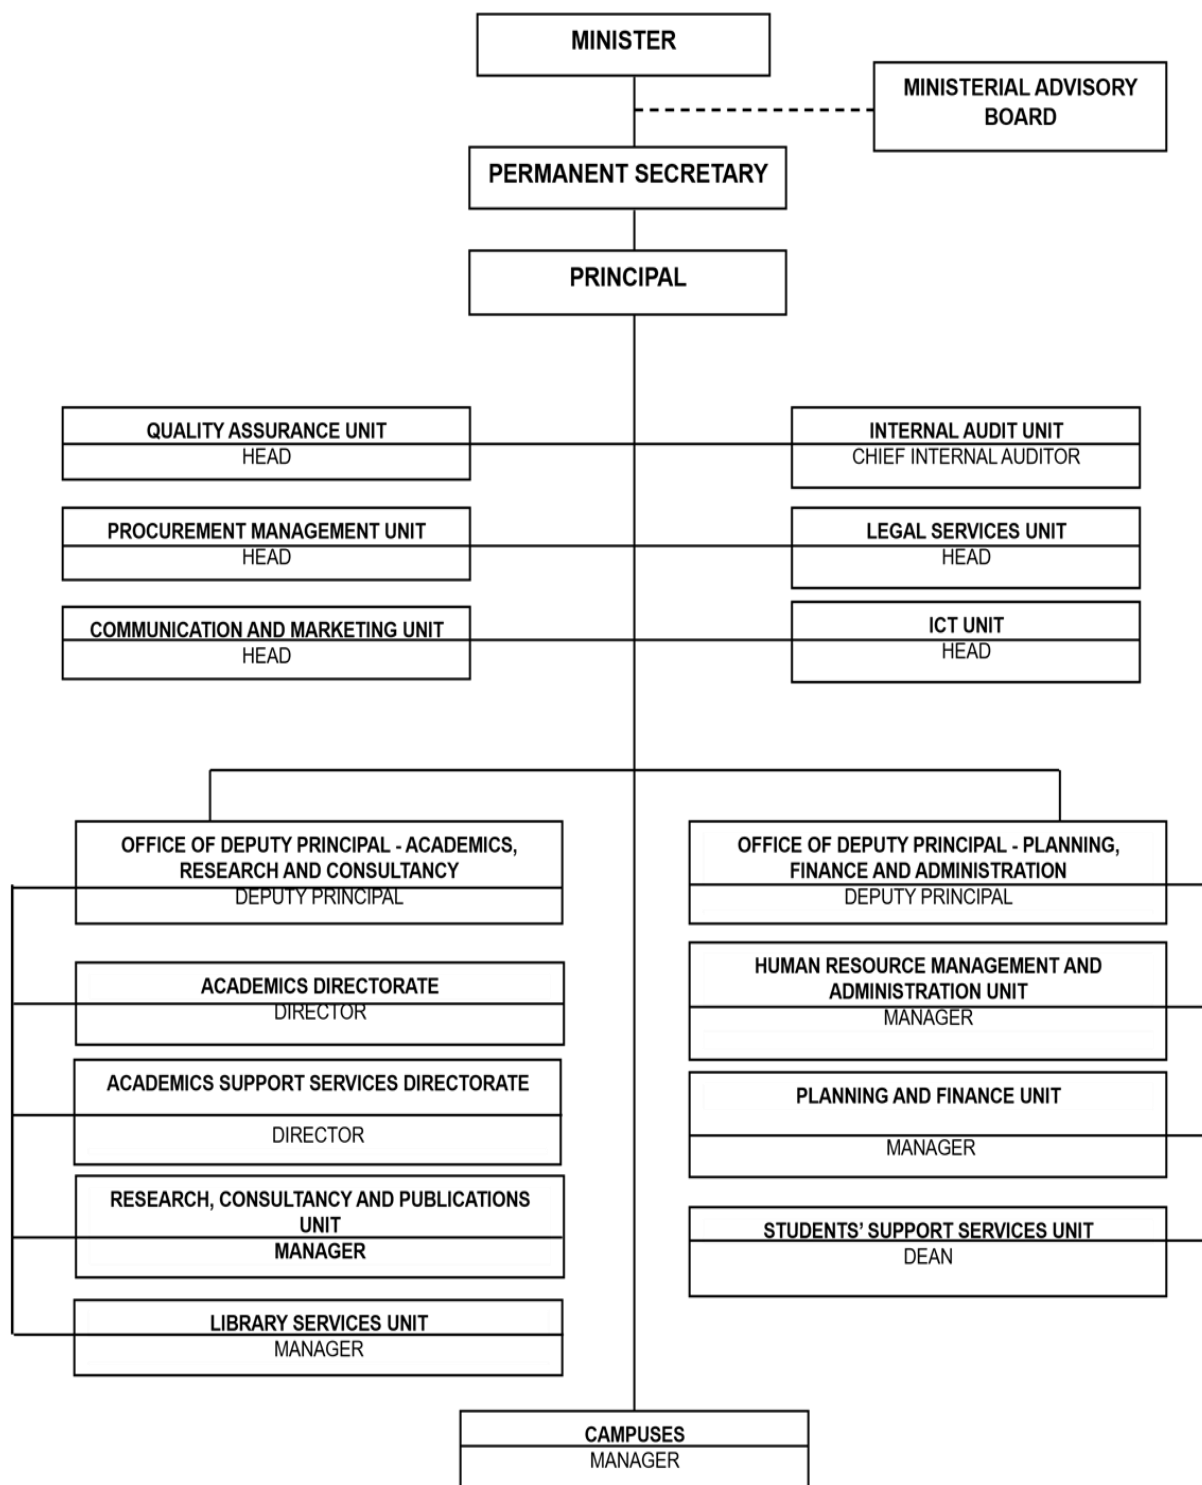 MINISTER
MINISTERIAL ADVISORY
BOARD
PERMANENT SECRETARY
PRINCIPAL
QUALITY ASSURANCE UNIT
HEAD
INTERNAL AUDIT UNIT
CHIEF INTERNAL AUDITOR
PROCUREMENT MANAGEMENT UNIT
HEAD
LEGAL SERVICES UNIT
HEAD
COMMUNICATION AND MARKETING UNIT
HEAD
ICT UNIT
HEAD
OFFICE OF DEPUTY PRINCIPAL - ACADEMICS,
RESEARCH AND CONSULTANCY
DEPUTY PRINCIPAL
ACADEMICS DIRECTORATE
DIRECTOR
ACADEMICS SUPPORT SERVICES DIRECTORATE
DIRECTOR
RESEARCH, CONSULTANCY AND PUBLICATIONS
UNIT
MANAGER
LIBRARY SERVICES UNIT
MANAGER
OFFICE OF DEPUTY PRINCIPAL - PLANNING,
FINANCE AND ADMINISTRATION
DEPUTY PRINCIPAL
HUMAN RESOURCE MANAGEMENT AND
ADMINISTRATION UNIT
MANAGER
PLANNING AND FINANCE UNIT
MANAGER
STUDENTS’ SUPPORT SERVICES UNIT
DEAN
CAMPUSES
MANAGER